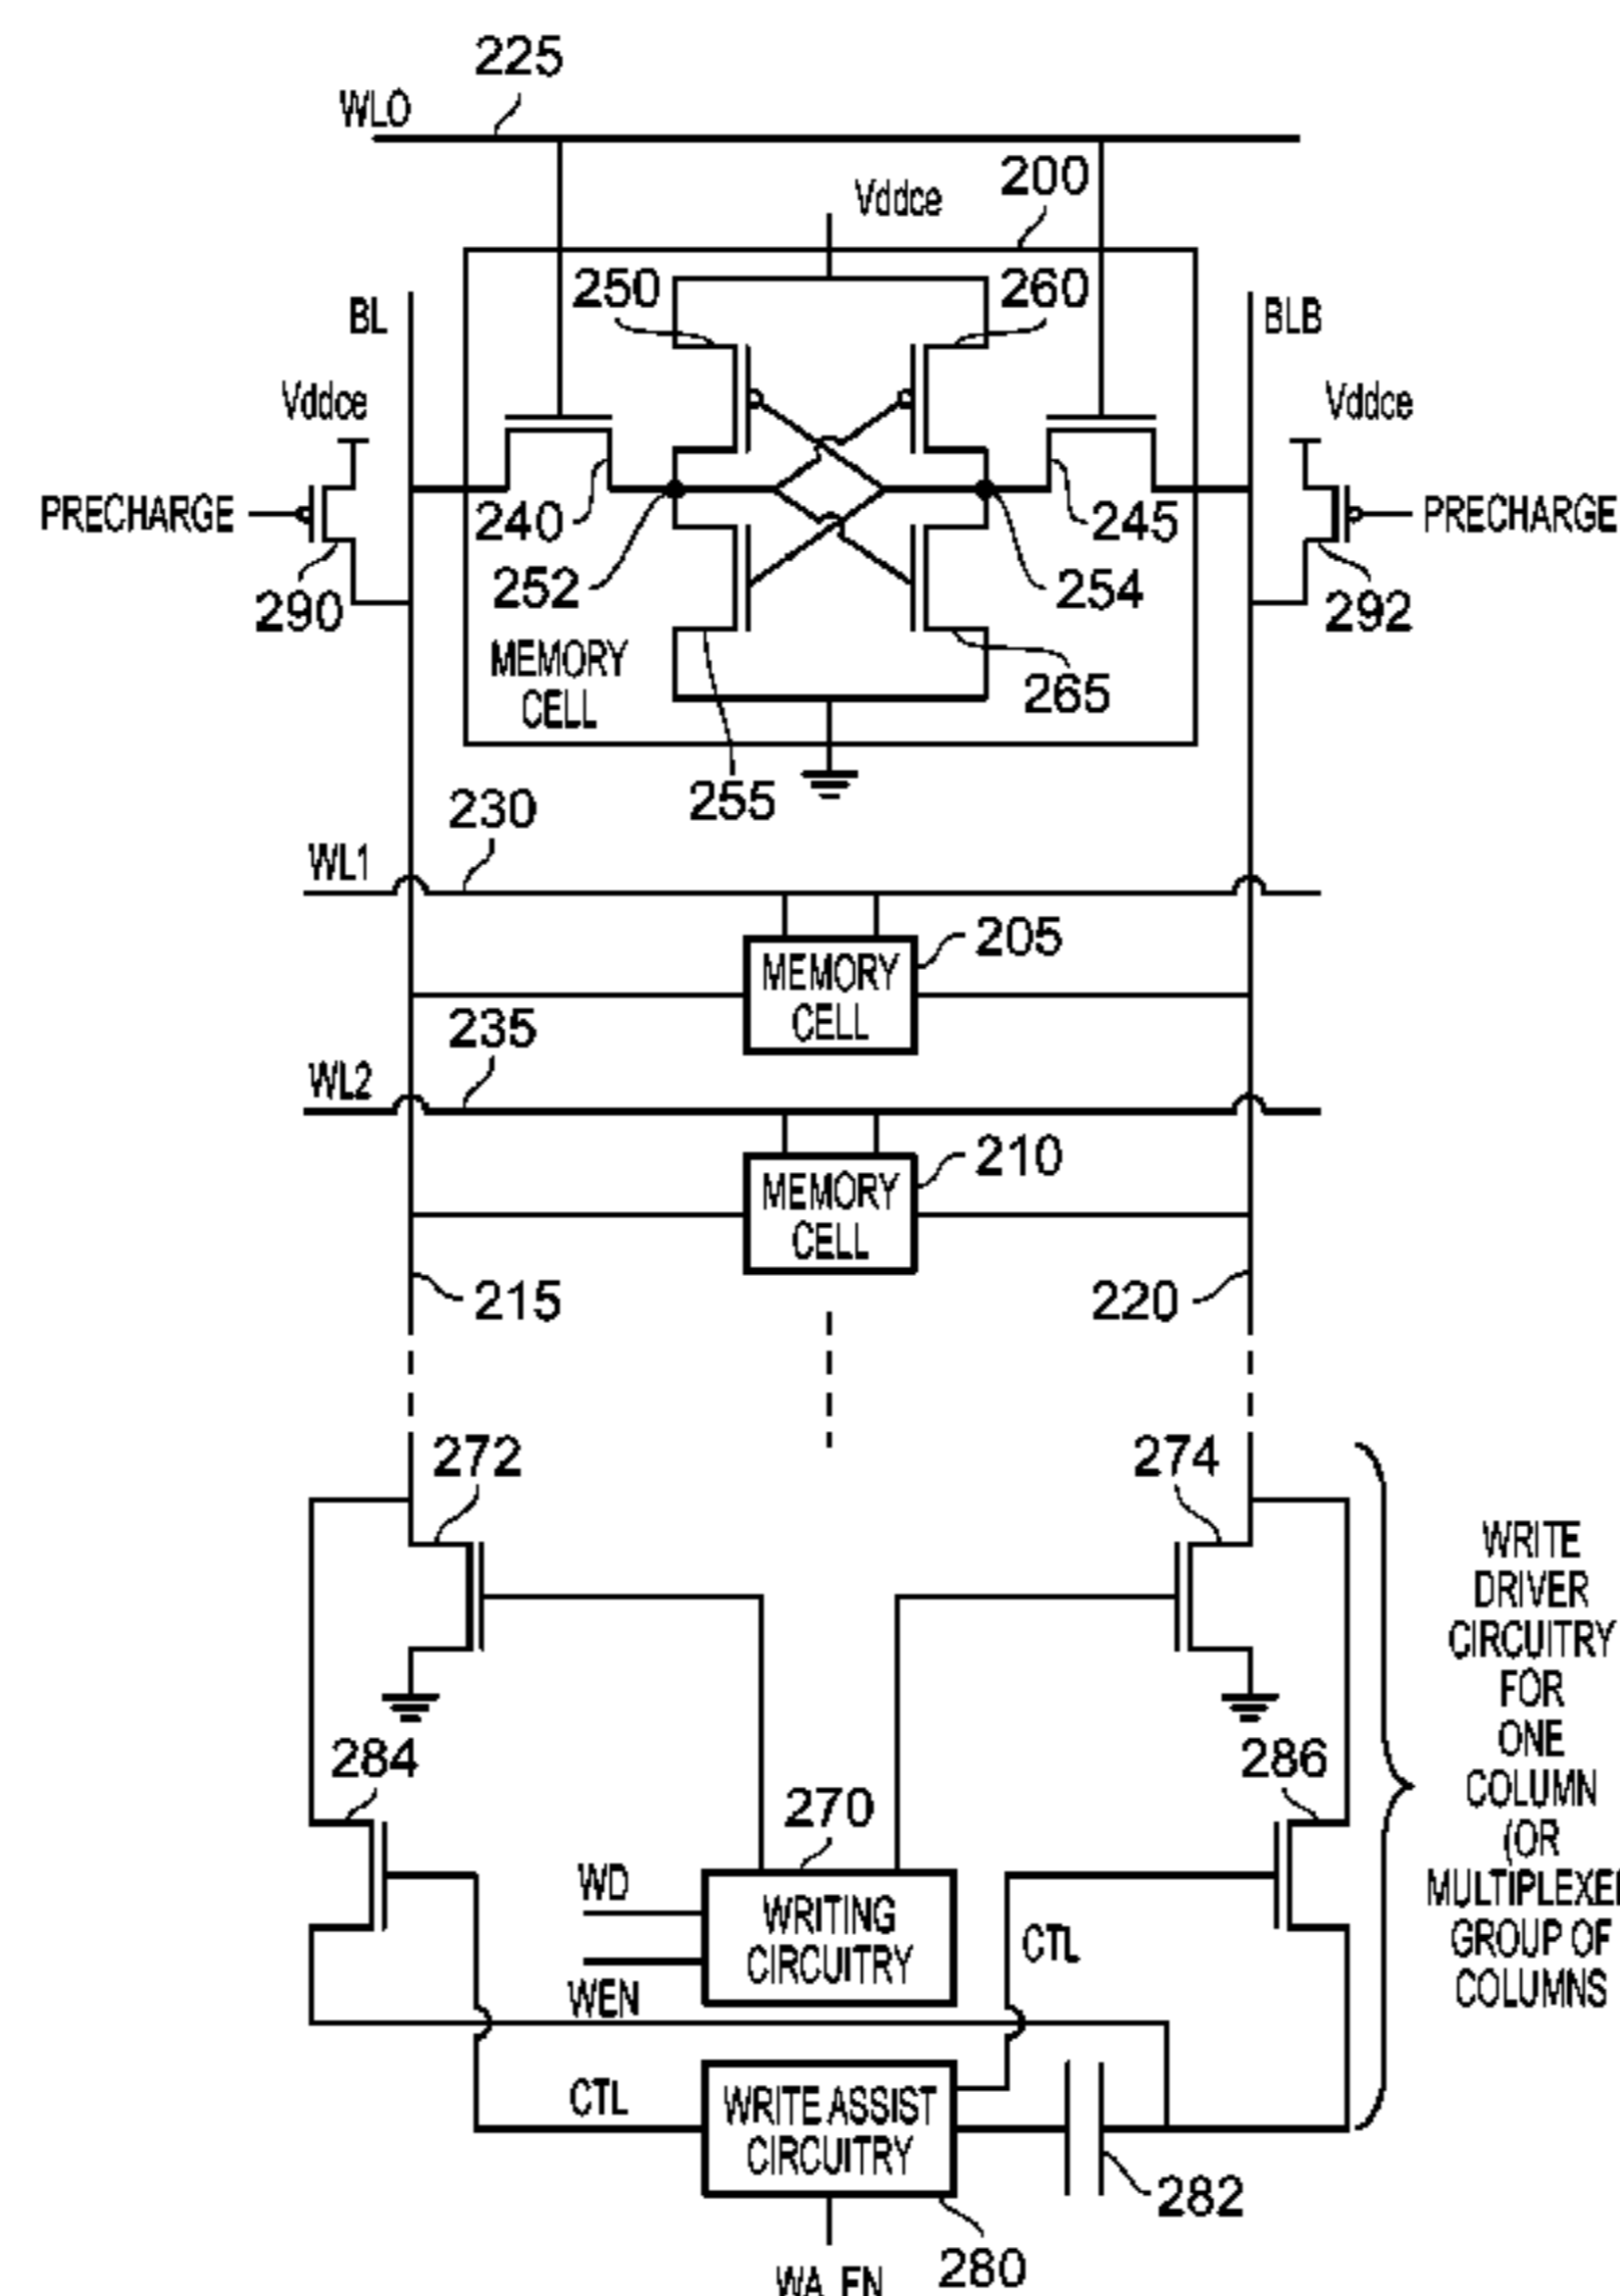 225
WL0
200
Vddce
250
260
BL
BLB
Vddce
Vddce
PRECHARGE
240
245
PRECHARGE
252
254
290
292
MEMORY
CELL
265
255
230
WL1
205
MEMORY
CELL
235
WL2
210
MEMORY
CELL
215
220
272
274
WRITE
DRIVER
CIRCUITRY
FOR
ONE
COLUMN
(OR
MULTIPLEXED
GROUP OF
COLUMNS
284
286
270
WD
WRITING
CIRCUITRY
CTL
WEN
CTL
WRITE ASSIST
CIRCUITRY
282
280
WA_EN